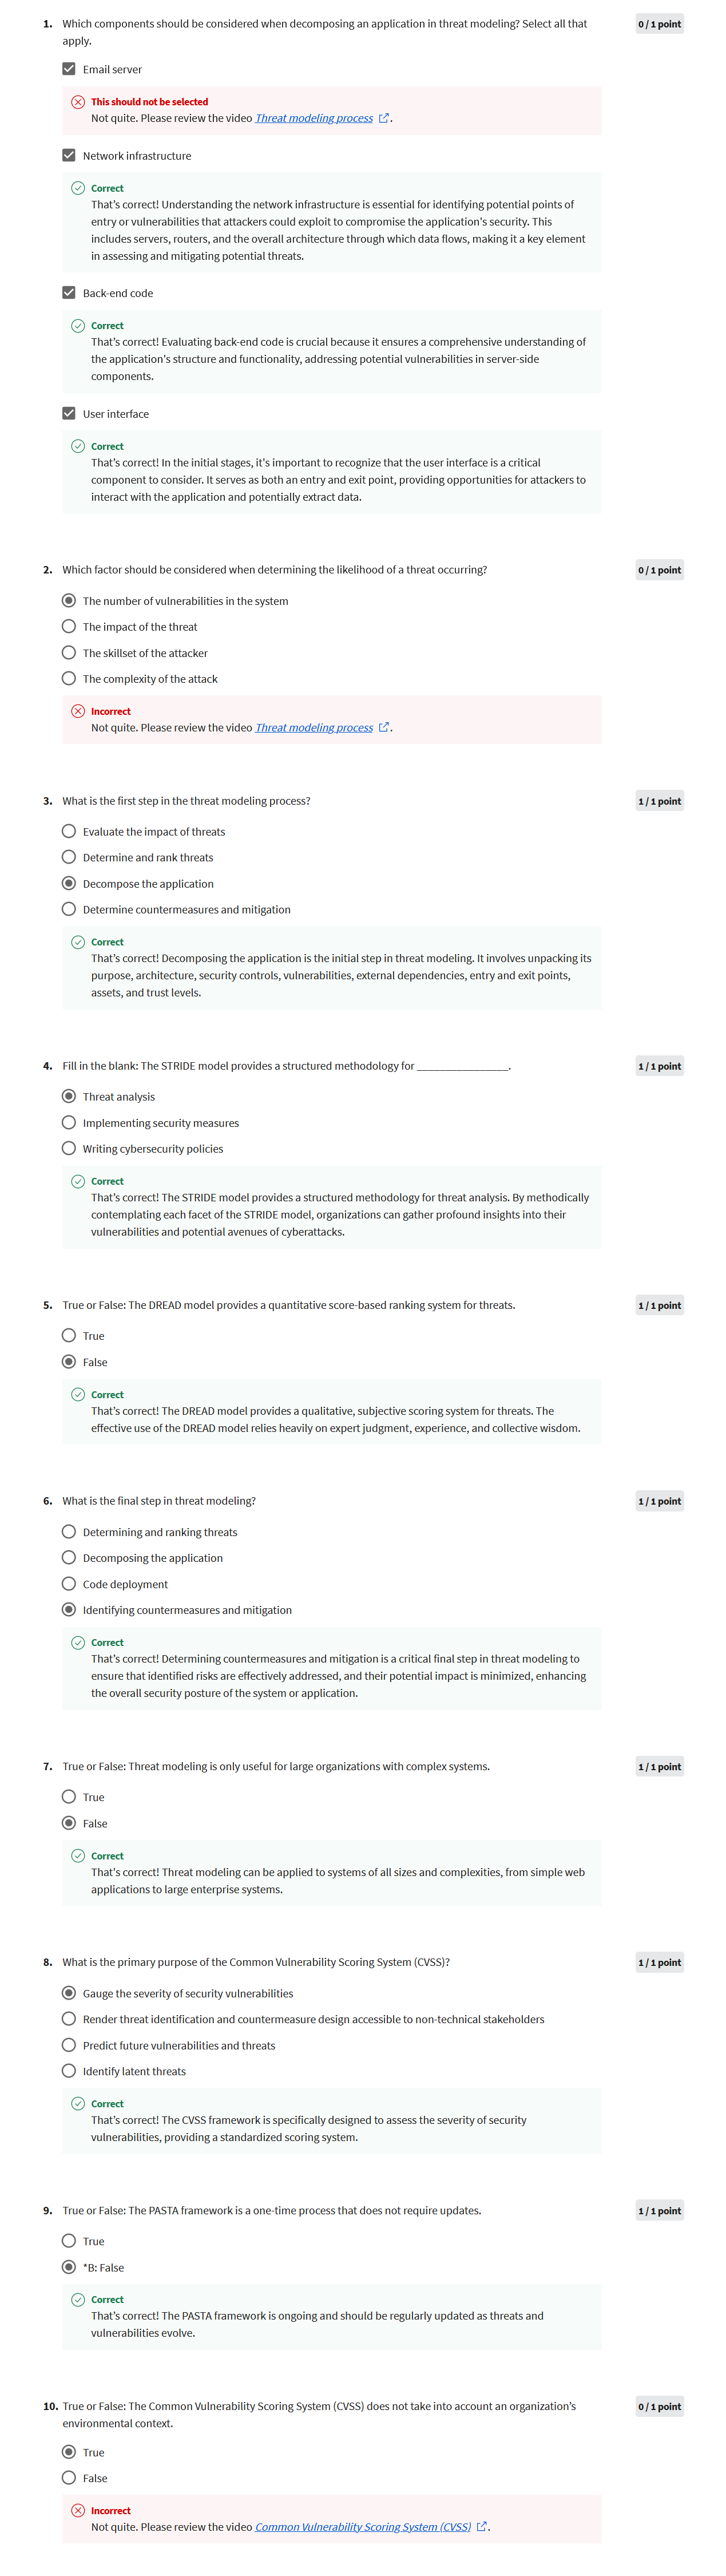 1. Which components should be considered when decomposing an application in threat modeling? Select all that
apply.
0 / 1 point
Email server
This should not be selected
Not quite. Please review the video Threat modeling process.
Network infrastructure
Correct
That's correct! Understanding the network infrastructure is essential for identifying potential points of
entry or vulnerabilities that attackers could exploit to compromise the application's security. This
includes servers, routers, and the overall architecture through which data flows, making it a key element
in assessing and mitigating potential threats.
Back-end code
Correct
That's correct! Evaluating back-end code is crucial because it ensures a comprehensive understanding of
the application's structure and functionality, addressing potential vulnerabilities in server-side
components.
User interface
Correct
That's correct! In the initial stages, it's important to recognize that the user interface is a critical
component to consider. It serves as both an entry and exit point, providing opportunities for attackers to
interact with the application and potentially extract data.
2. Which factor should be considered when determining the likelihood of a threat occurring?
0 / 1 point
The number of vulnerabilities in the system
The impact of the threat
The skillset of the attacker
The complexity of the attack
Incorrect
Not quite. Please review the video Threat modeling process.
3. What is the first step in the threat modeling process?
1 / 1 point
Evaluate the impact of threats
Determine and rank threats
Decompose the application
Determine countermeasures and mitigation
Correct
That's correct! Decomposing the application is the initial step in threat modeling. It involves unpacking its
purpose, architecture, security controls, vulnerabilities, external dependencies, entry and exit points,
assets, and trust levels.
4. Fill in the blank: The STRIDE model provides a structured methodology for ________________.
1 / 1 point
Threat analysis
Implementing security measures
Writing cybersecurity policies
Correct
That's correct! The STRIDE model provides a structured methodology for threat analysis. By methodically
contemplating each facet of the STRIDE model, organizations can gather profound insights into their
vulnerabilities and potential avenues of cyberattacks.
5. True or False: The DREAD model provides a quantitative score-based ranking system for threats.
1 / 1 point
True
False
Correct
That's correct! The DREAD model provides a qualitative, subjective scoring system for threats. The
effective use of the DREAD model relies heavily on expert judgment, experience, and collective wisdom.
6. What is the final step in threat modeling?
1 / 1 point
Determining and ranking threats
Decomposing the application
Code deployment
Identifying countermeasures and mitigation
Correct
That's correct! Determining countermeasures and mitigation is a critical final step in threat modeling to
ensure that identified risks are effectively addressed, and their potential impact is minimized, enhancing
the overall security posture of the system or application.
7. True or False: Threat modeling is only useful for large organizations with complex systems.
1 / 1 point
True
False
Correct
That's correct! Threat modeling can be applied to systems of all sizes and complexities, from simple web
applications to large enterprise systems.
8. What is the primary purpose of the Common Vulnerability Scoring System (CVSS)?
1 / 1 point
Gauge the severity of security vulnerabilities
Render threat identification and countermeasure design accessible to non-technical stakeholders
Predict future vulnerabilities and threats
Identify latent threats
Correct
That's correct! The CVSS framework is specifically designed to assess the severity of security
vulnerabilities, providing a standardized scoring system.
9. True or False: The PASTA framework is a one-time process that does not require updates.
1 / 1 point
True
*B: False
Correct
That's correct! The PASTA framework is ongoing and should be regularly updated as threats and
vulnerabilities evolve.
10. True or False: The Common Vulnerability Scoring System (CVSS) does not take into account an organization's
environmental context.
0 / 1 point
True
False
Incorrect
Not quite. Please review the video Common Vulnerability Scoring System (CVSS).